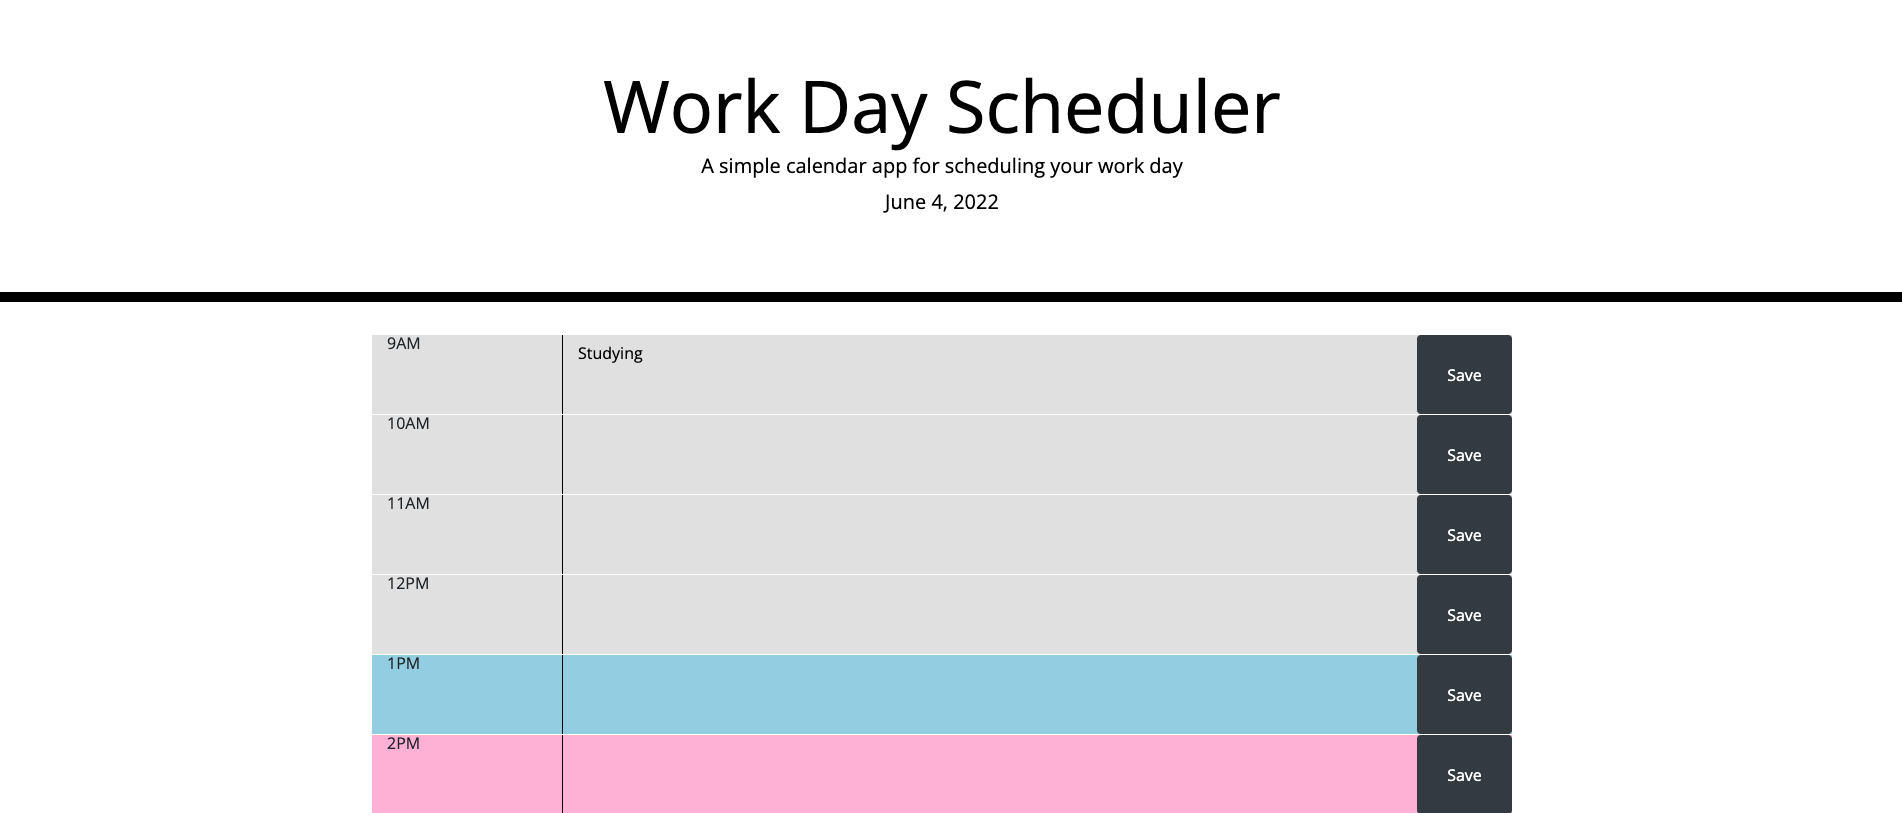 Work Day Scheduler
A simple calendar app for scheduling your work day
June 4, 2022
9AM
Studying
Save
10AM
Save
11AM
Save
12PM
Save
1PM
Save
2PM
Save